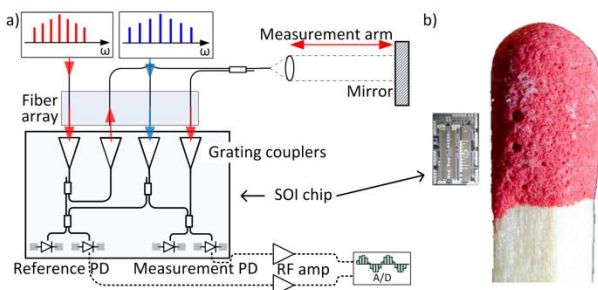 a)
ω
ω
Measurement arm
Mirror
Fiber
array
Grating couplers
SOI chip
Reference PD
Measurement PD
RF amp
A/D
b)